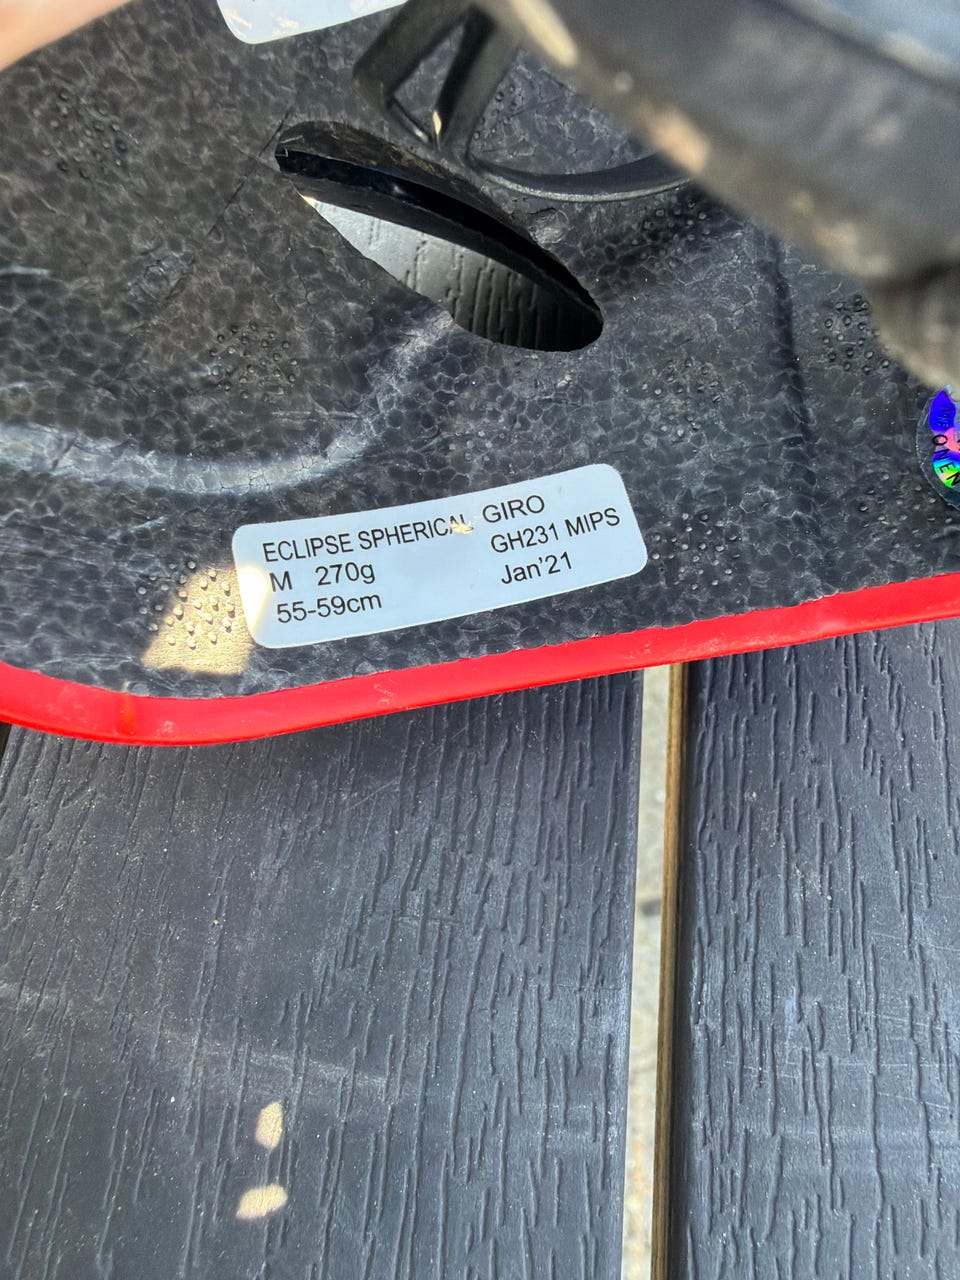 ECLIPSE SPHERICAL GIRO
M 270g GH231 MIPS
55-59cm Jan'21